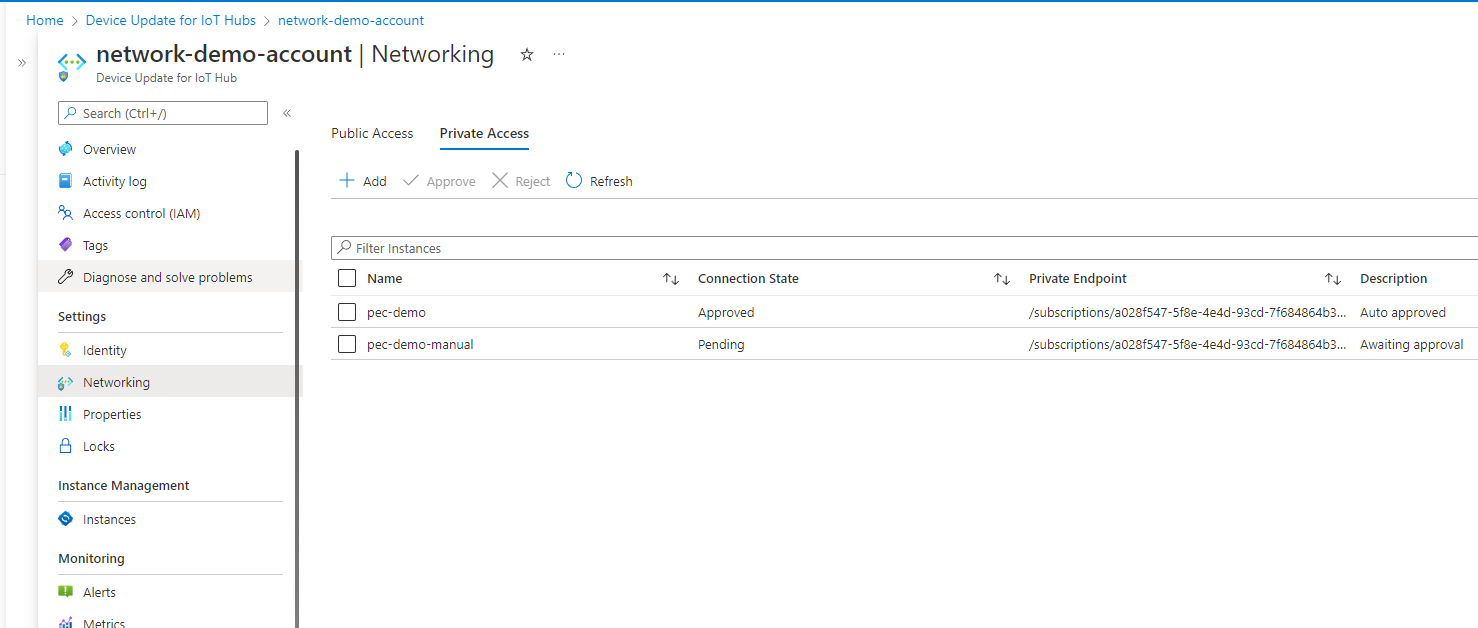 Home > Device Update for IoT Hubs > network-demo-account
network-demo-account | Networking
Device Update for IoT Hub
Search (Ctrl+/)
Overview
Activity log
Access control (IAM)
Tags
Diagnose and solve problems
Settings
Identity
Networking
Properties
Locks
Instance Management
Instances
Monitoring
Alerts
Metrics
Public Access Private Access
Add Approve Reject Refresh
Filter Instances
Name Connection State Private Endpoint Description
pec-demo Approved /subscriptions/a028f547-5f8e-4e4d-93cd-7f684864b3... Auto approved
pec-demo-manual Pending /subscriptions/a028f547-5f8e-4e4d-93cd-7f684864b3... Awaiting approval